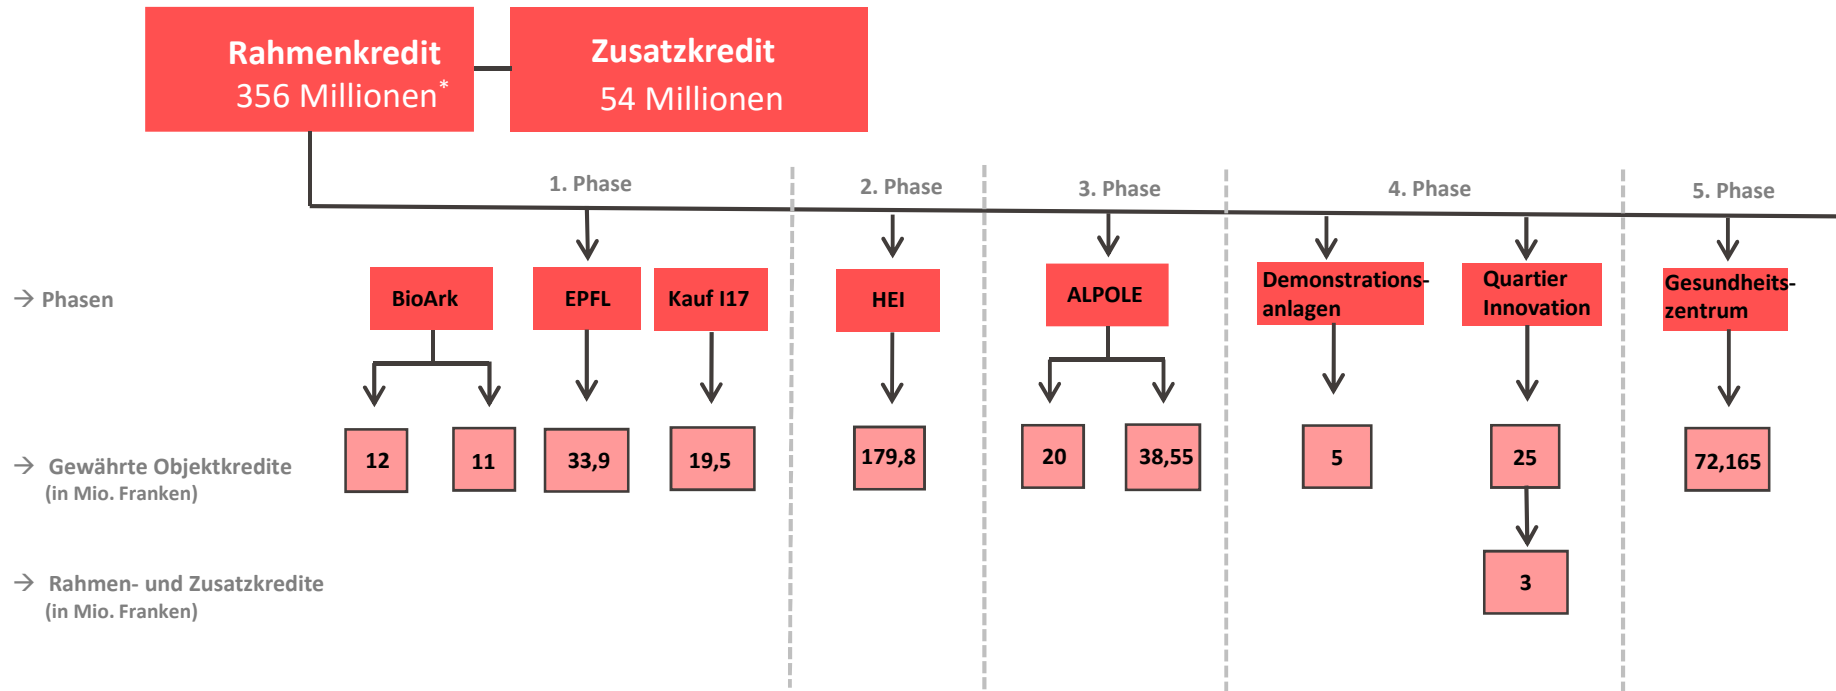 Rahmenkredit
356 Millionen*
Zusatzkredit
54 Millionen
1. Phase
2. Phase
3. Phase
4. Phase
5. Phase
→ Phasen
BioArk
EPFL
Kauf I17
HEI
ALPOLE
Demonstrations-
anlagen
Quartier
Innovation
Gesundheits-
zentrum
→ Gewährte Objektkredite
(in Mio. Franken)
12
11
33,9
19,5
179,8
20
38,55
5
25
72,165
→ Rahmen- und Zusatzkredite
(in Mio. Franken)
3